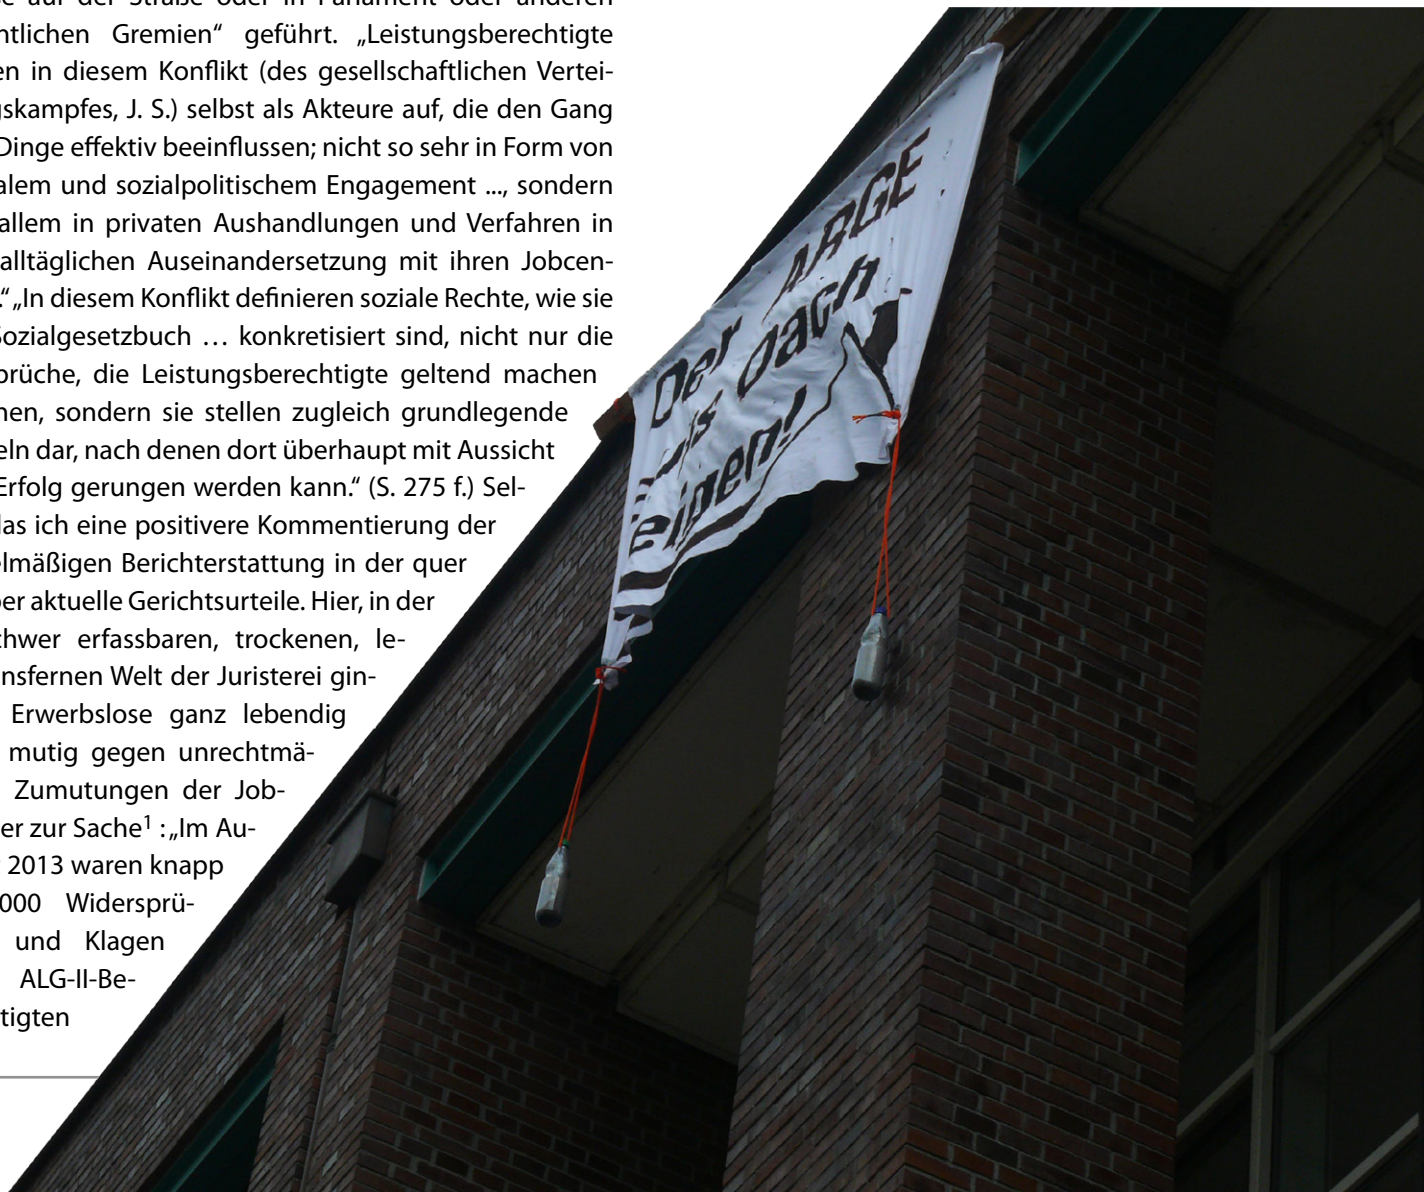 se auf der Straße oder in Parlament oder anderen
ntlichen Gremien“ geführt. „Leistungsberechtigte
en in diesem Konflikt (des gesellschaftlichen Vertei-
gskampfes, J. S.) selbst als Akteure auf, die den Gang
Dinge effektiv beeinflussen; nicht so sehr in Form von
alem und sozialpolitischem Engagement ..., sondern
allem in privaten Aushandlungen und Verfahren in
alltäglichen Auseinandersetzung mit ihren Jobcen-
.“ „In diesem Konflikt definieren soziale Rechte, wie sie
Sozialgesetzbuch … konkretisiert sind, nicht nur die
prüche, die Leistungsberechtigte geltend machen
nen, sondern sie stellen zugleich grundlegende
eln dar, nach denen dort überhaupt mit Aussicht
Erfolg gerungen werden kann.“ (S. 275 f.) Sel-
las ich eine positivere Kommentierung der
elmäßigen Berichterstattung in der quer
ber aktuelle Gerichtsurteile. Hier, in der
chwer erfassbaren, trockenen, le-
nsfernen Welt der Juristerei gin-
Erwerbslose ganz lebendig
mutig gegen unrechtmä-
Zumutungen der Job-
er zur Sache1 : „Im Au-
2013 waren knapp
000 Widersprü-
und Klagen
ALG-II-Be-
tigten
Der ARGE
Dach
eigen!